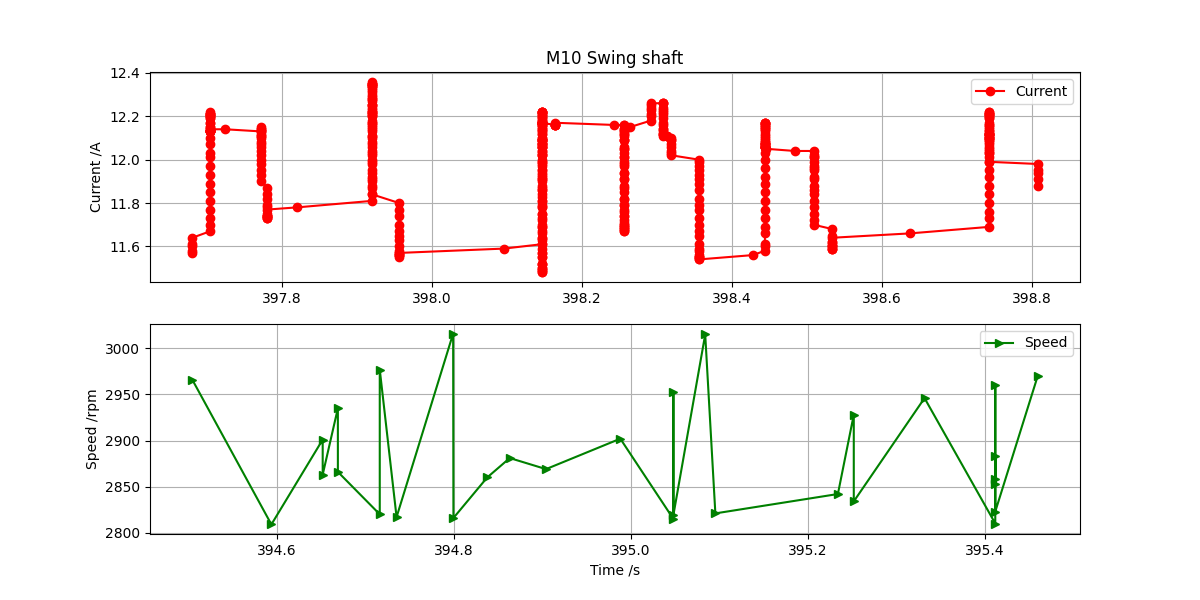 M10 Swing shaft
12.4
12.2
12.0
11.8
11.6
Current /A
Current
397.8 398.0 398.2 398.4 398.6 398.8
3000
2950
2900
2850
2800
Speed /rpm
Speed
394.6 394.8 395.0 395.2 395.4
Time /s